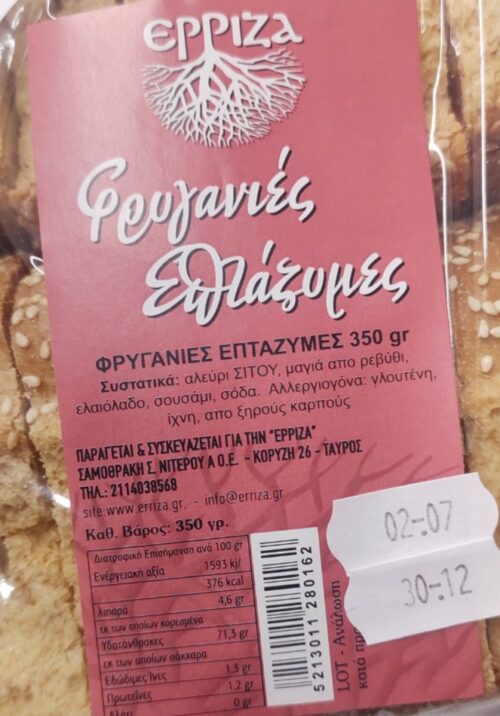 ερριζα
Φρυγανιές
Επτάζυμες
ΦΡΥΓΑΝΙΕΣ ΕΠΤΑΖΥΜΕΣ 350 gr
Συστατικά: αλεύρι ΣΙΤΟΥ, μαγιά απο ρεβύθι,
ελαιόλαδο, σουσάμι, σόδα. Αλλεργιογόνα: γλουτένη,
ίχνη, απο ξηρούς καρπούς
ΠΑΡΑΓΕΤΑΙ & ΣΥΣΚΕΥΑΖΕΤΑΙ ΓΙΑ ΤΗΝ "ΕΡΡΙΖΑ"
ΣΑΜΟΘΡΑΚΗ Σ. ΝΙΤΕΡΟΥ Α Ο.Ε. - ΚΟΡΥΖΗ 26 - ΤΑΥΡΟΣ
ΤΗΛ.: 2114038568
site:www.erriza.gr. - info@erriza.gr
Καθ. Βάρος: 350 γρ.
Διατροφική Επισήμανση ανά 100 gr
Ενέργειακή αξία 1593 kj/
376 kcal
Λιπαρά 4,6 gr
εκ των οποίων κορεσμένα
Υδατάνθρακες 71,3 gr
εκ των οποίων σάκχαρα
Εδώδιμες Ίνες 1,3 gr
Πρωτεΐνες 1,2 gr
0 gr
5213011 280162
LOT - Ανάλωση
κατά
02-07
30-12